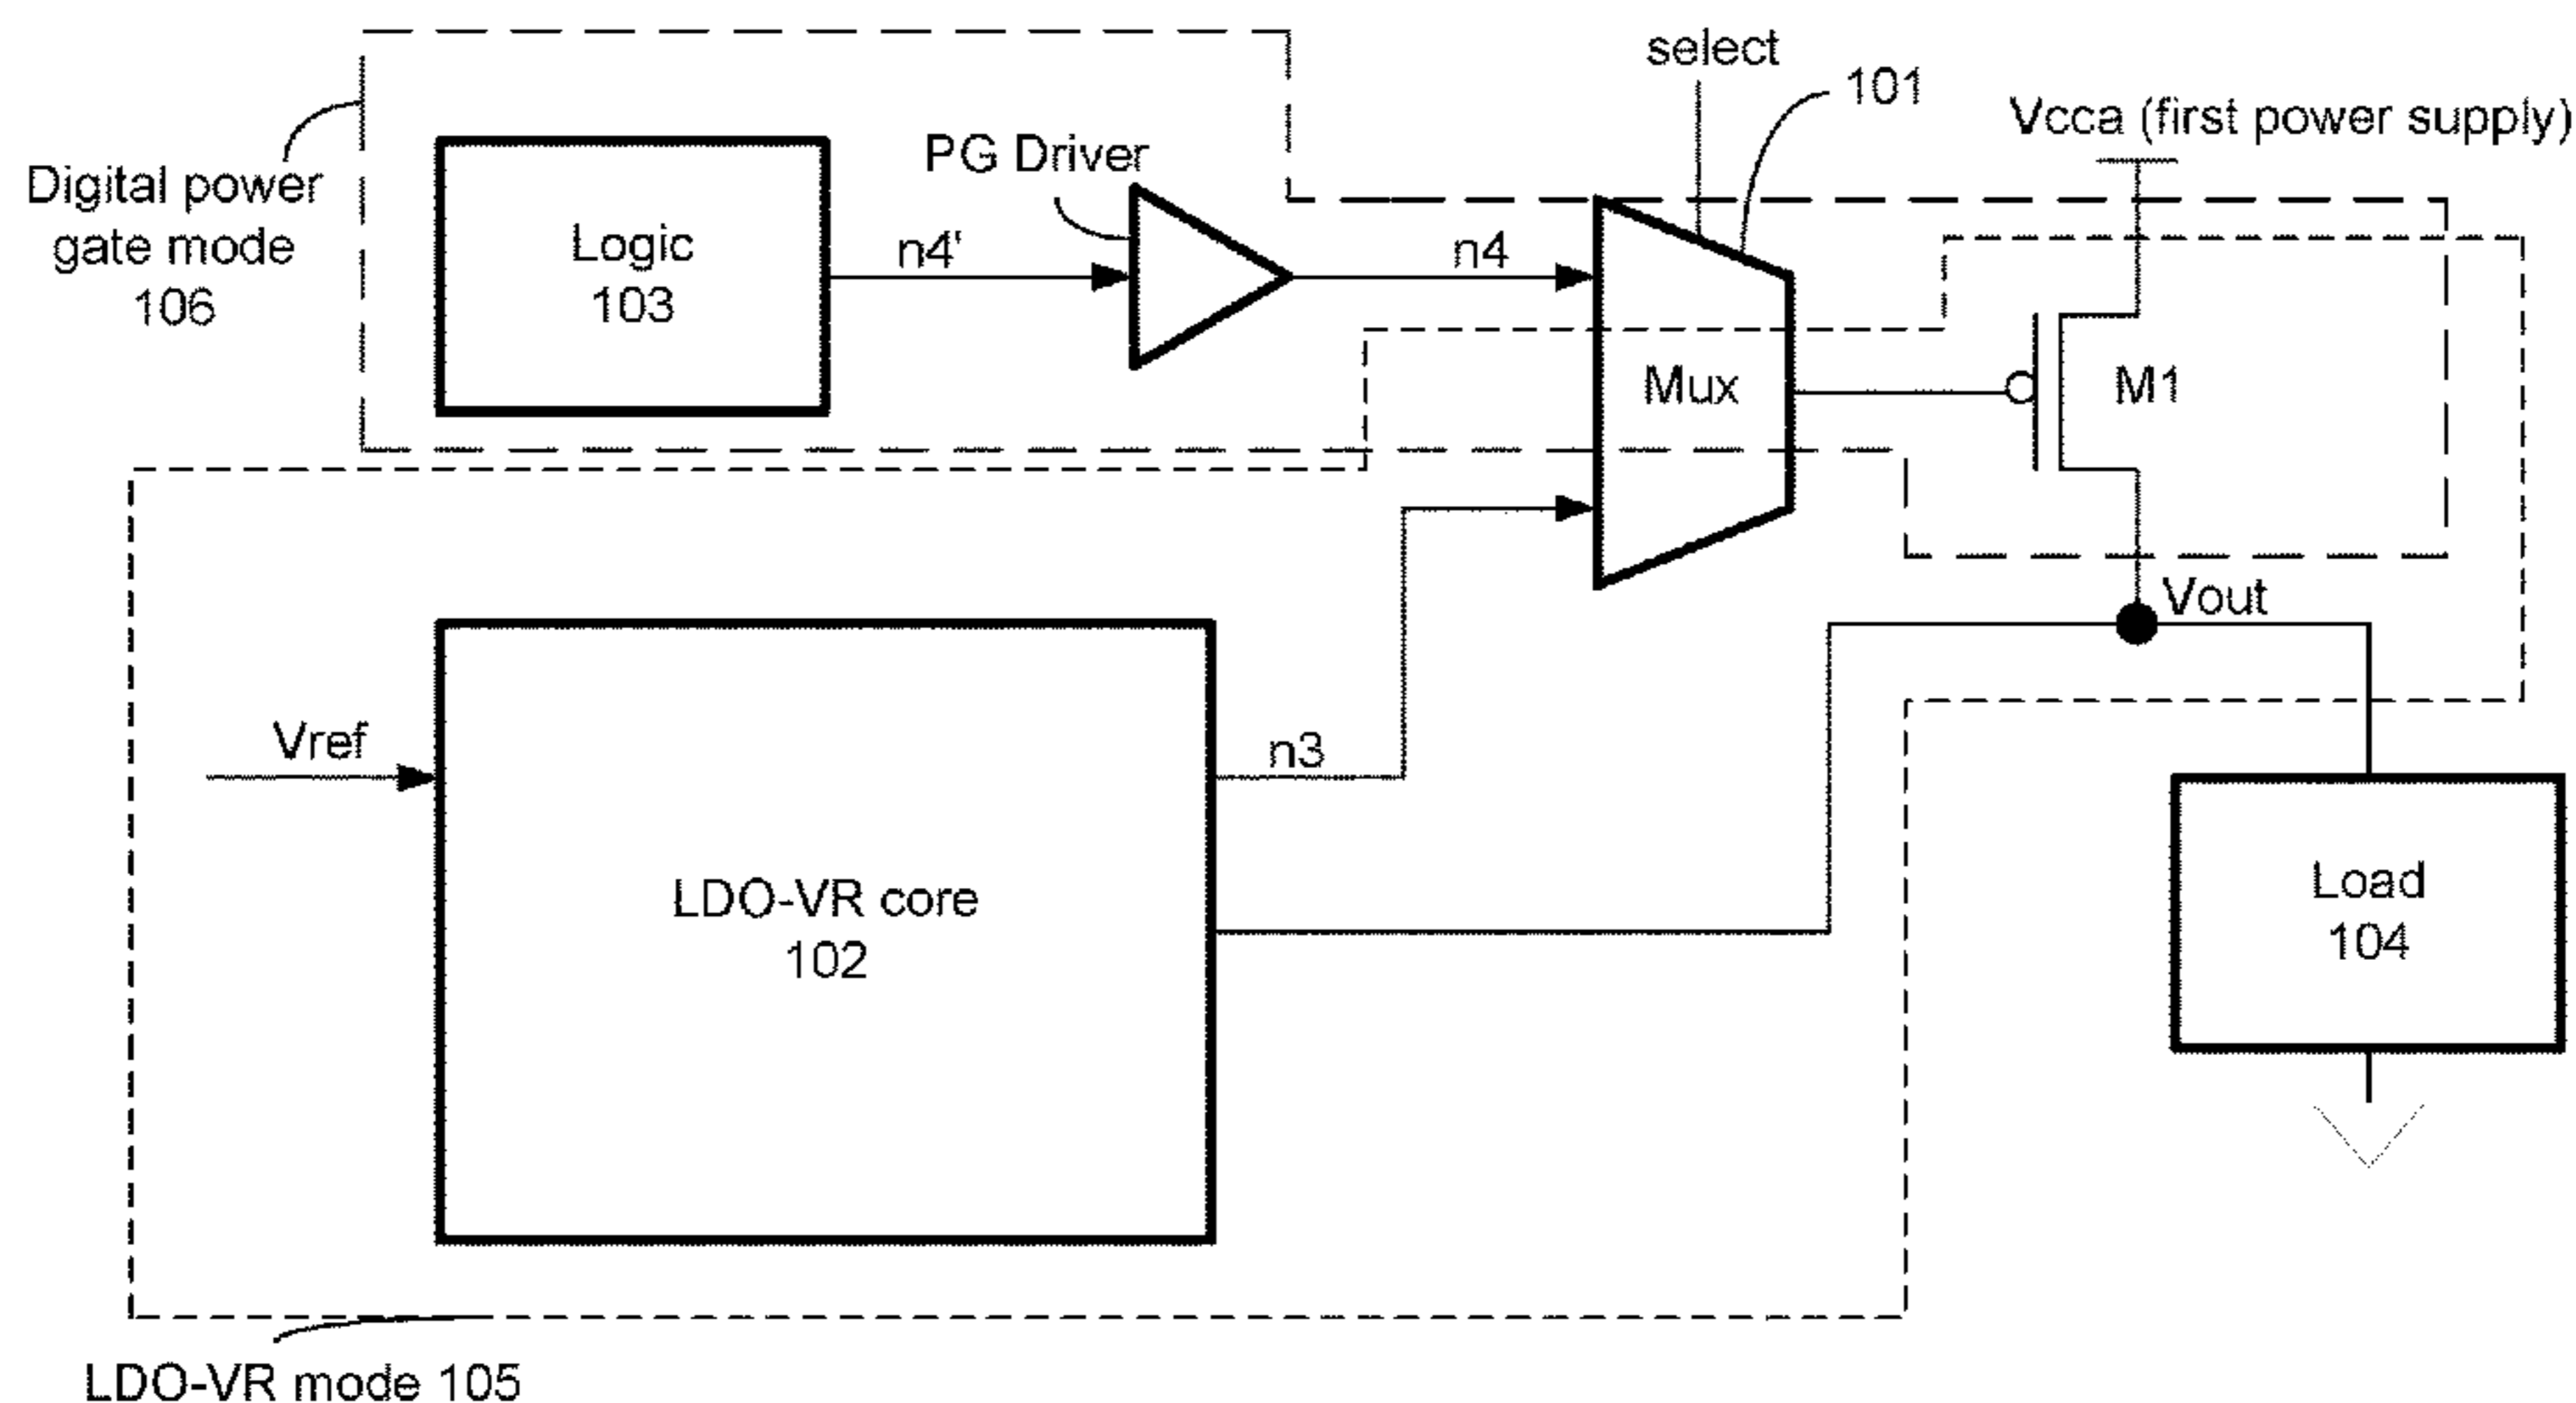 select
101
Vcca (first power supply)
PG Driver
Digital power
gate mode
106
Logic
103
n4'
n4
Mux
M1
Vout
Vref
n3
LDO-VR core
102
Load
104
LDO-VR mode 105